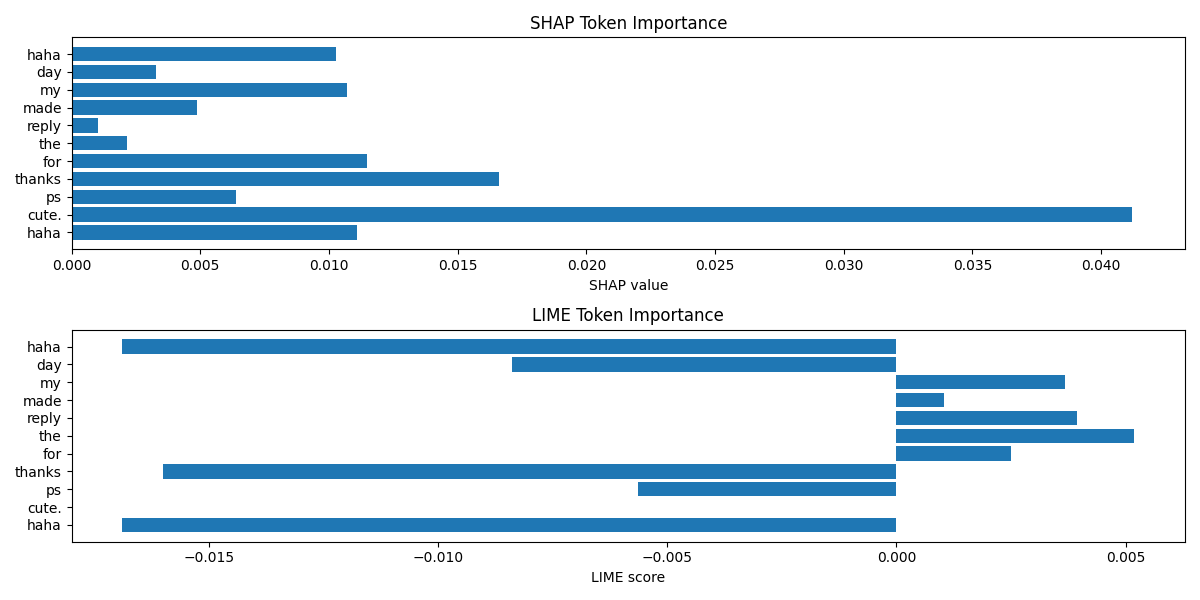 SHAP Token Importance
haha
day
my
made
reply
the
for
thanks
ps
cute.
haha
0.000 0.005 0.010 0.015 0.020 0.025 0.030 0.035 0.040
SHAP value
LIME Token Importance
haha
day
my
made
reply
the
for
thanks
ps
cute.
haha
−0.015 −0.010 −0.005 0.000 0.005
LIME score